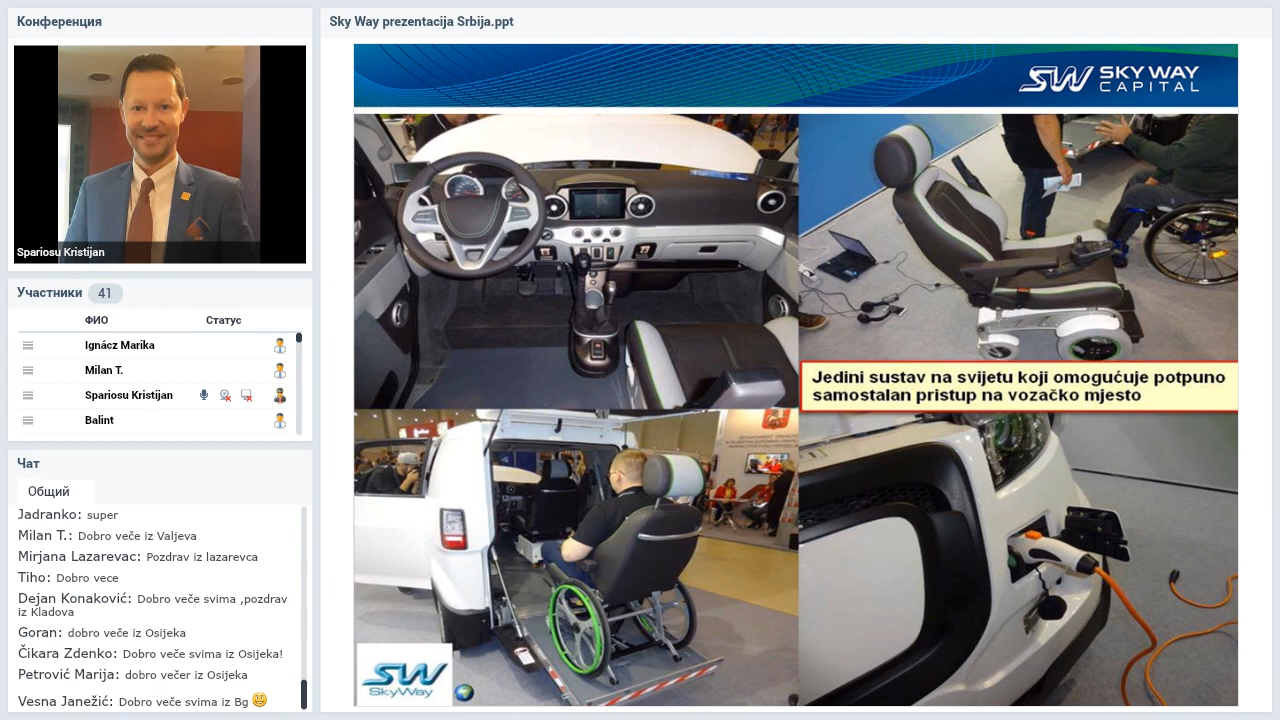 Конференция
Spariosu Kristijan
Участники 41
ФИО Статус
Ignácz Marika
Milan T.
Spariosu Kristijan
Balint
Чат
Общий
Jadranko: super
Milan T.: Dobro veče iz Valjeva
Mirjana Lazarevac: Pozdrav iz lazarevca
Tiho: Dobro vece
Dejan Konaković: Dobro veče svima ,pozdrav
iz Kladova
Goran: dobro veče iz Osijeka
Čikara Zdenko: Dobro veče svima iz Osijeka!
Petrović Marija: dobro večer iz Osijeka
Vesna Janežić: Dobro veče svima iz Bg
Sky Way prezentacija Srbija.ppt
SW SKY WAY
CAPITAL
Jedini sustav na svijetu koji omogućuje potpuno
samostalan pristup na vozačko mjesto
SW
SkyWay